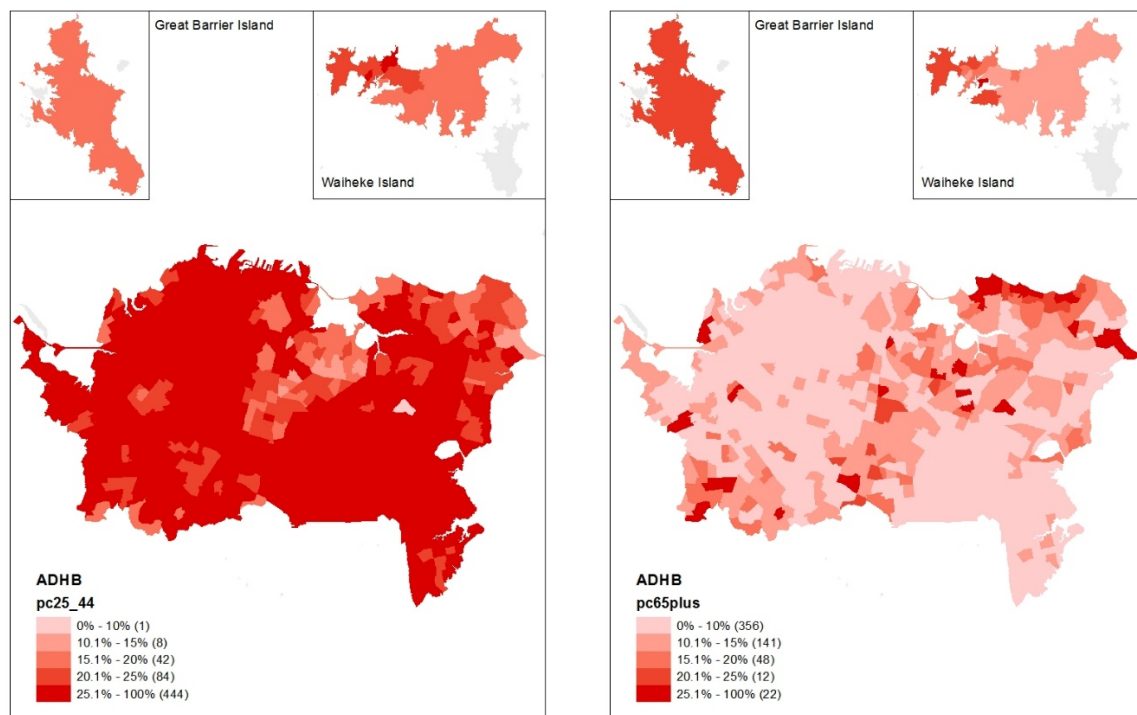 Great Barrier Island
Waiheke Island
ADHB
pc25_44
0% - 10% (1)
10.1% - 15% (8)
15.1% - 20% (42)
20.1% - 25% (84)
25.1% - 100% (444)
Great Barrier Island
Waiheke Island
ADHB
pc65plus
0% - 10% (356)
10.1% - 15% (141)
15.1% - 20% (48)
20.1% - 25% (12)
25.1% - 100% (22)